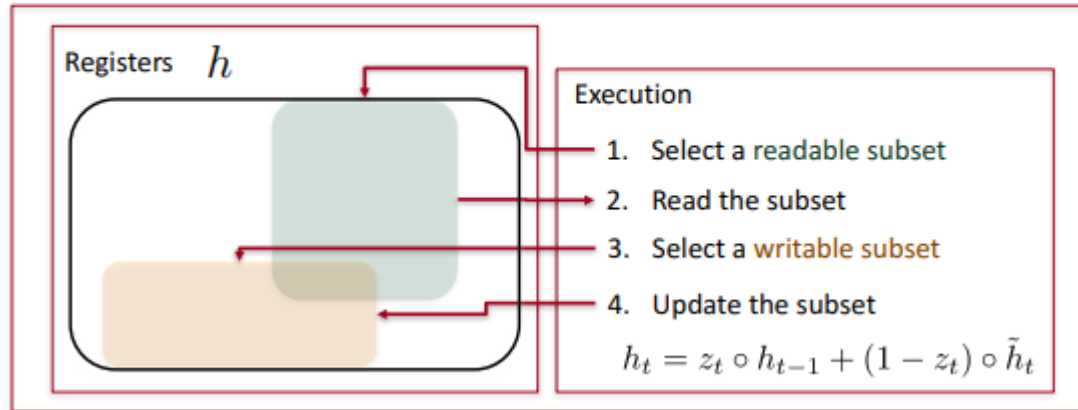 Registers h
Execution
1. Select a readable subset
2. Read the subset
3. Select a writable subset
4. Update the subset
h_t = z_t ∘ h_{t−1} + (1 − z_t) ∘ h̃_t